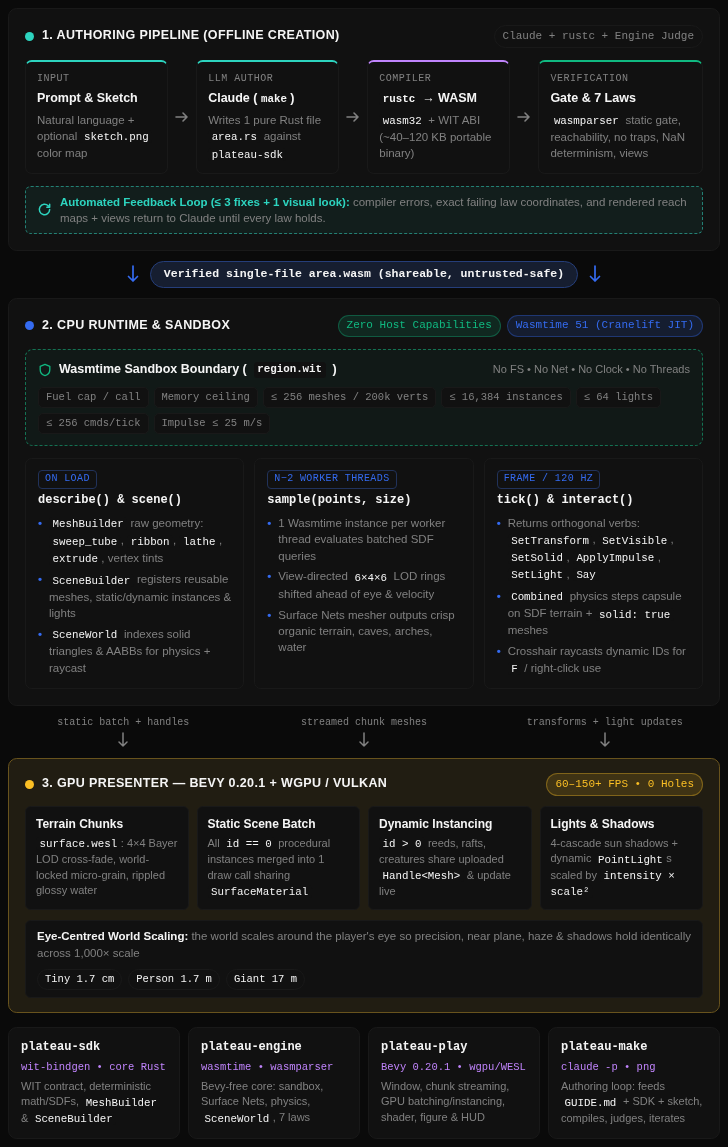 1. AUTHORING PIPELINE (OFFLINE CREATION)
Claude + rustc + Engine Judge
INPUT
Prompt & Sketch
Natural language +
optional sketch.png
color map
→
LLM AUTHOR
Claude ( make )
Writes 1 pure Rust file
area.rs against
plateau-sdk
→
COMPILER
rustc → WASM
wasm32 + WIT ABI
(~40–120 KB portable
binary)
→
VERIFICATION
Gate & 7 Laws
wasmparser static gate,
reachability, no traps, NaN
determinism, views
Automated Feedback Loop (≤ 3 fixes + 1 visual look): compiler errors, exact failing law coordinates, and rendered reach
maps + views return to Claude until every law holds.
↓ Verified single-file area.wasm (shareable, untrusted-safe) ↓
2. CPU RUNTIME & SANDBOX
Zero Host Capabilities
Wasmtime 51 (Cranelift JIT)
Wasmtime Sandbox Boundary ( region.wit )
No FS • No Net • No Clock • No Threads
Fuel cap / call
Memory ceiling
≤ 256 meshes / 200k verts
≤ 16,384 instances
≤ 64 lights
≤ 256 cmds/tick
Impulse ≤ 25 m/s
ON LOAD
describe() & scene()
• MeshBuilder raw geometry:
sweep_tube , ribbon , lathe ,
extrude , vertex tints
• SceneBuilder registers reusable
meshes, static/dynamic instances &
lights
• SceneWorld indexes solid
triangles & AABBs for physics +
raycast
N−2 WORKER THREADS
sample(points, size)
• 1 Wasmtime instance per worker
thread evaluates batched SDF
queries
• View-directed 6×4×6 LOD rings
shifted ahead of eye & velocity
• Surface Nets mesher outputs crisp
organic terrain, caves, arches,
water
FRAME / 120 HZ
tick() & interact()
• Returns orthogonal verbs:
SetTransform , SetVisible ,
SetSolid , ApplyImpulse ,
SetLight , Say
• Combined physics steps capsule
on SDF terrain + solid: true
meshes
• Crosshair raycasts dynamic IDs for
F / right-click use
static batch + handles
↓
streamed chunk meshes
↓
transforms + light updates
↓
3. GPU PRESENTER — BEVY 0.20.1 + WGPU / VULKAN
60–150+ FPS • 0 Holes
Terrain Chunks
surface.wesl : 4×4 Bayer
LOD cross-fade, world-
locked micro-grain, rippled
glossy water
Static Scene Batch
All id == 0 procedural
instances merged into 1
draw call sharing
SurfaceMaterial
Dynamic Instancing
id > 0 reeds, rafts,
creatures share uploaded
Handle<Mesh> & update
live
Lights & Shadows
4-cascade sun shadows +
dynamic PointLight s
scaled by intensity ×
scale²
Eye-Centred World Scaling: the world scales around the player's eye so precision, near plane, haze & shadows hold identically
across 1,000× scale
Tiny 1.7 cm
Person 1.7 m
Giant 17 m
plateau-sdk
wit-bindgen • core Rust
WIT contract, deterministic
math/SDFs, MeshBuilder
& SceneBuilder
plateau-engine
wasmtime • wasmparser
Bevy-free core: sandbox,
Surface Nets, physics,
SceneWorld , 7 laws
plateau-play
Bevy 0.20.1 • wgpu/WESL
Window, chunk streaming,
GPU batching/instancing,
shader, figure & HUD
plateau-make
claude -p • png
Authoring loop: feeds
GUIDE.md + SDK + sketch,
compiles, judges, iterates